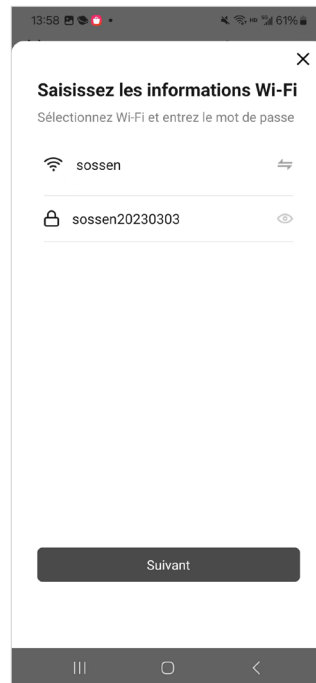 13:58
HD 61%
Saisissez les informations Wi-Fi
Sélectionnez Wi-Fi et entrez le mot de passe
sossen
sossen20230303
Suivant